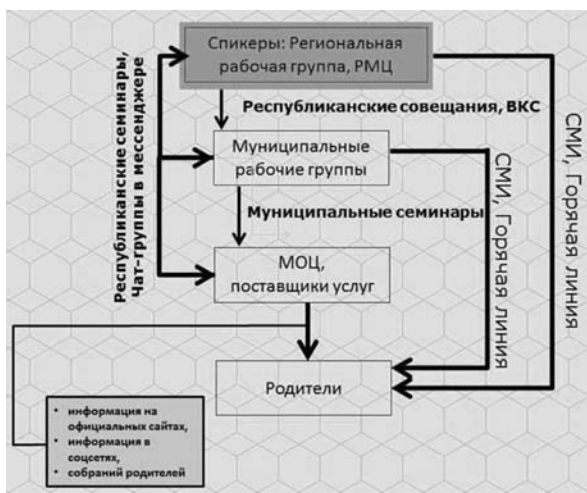 Спикеры: Региональная
рабочая группа, РМЦ
Республиканские совещания, ВКС
Муниципальные
рабочие группы
Муниципальные семинары
МОЦ,
поставщики услуг
Родители
Республиканские семинары,
Чат-группы в мессенджере
СМИ, Горячая линия
СМИ, Горячая линия
• информация на
официальных сайтах,
• информация в
соцсетях,
• собраний родителей